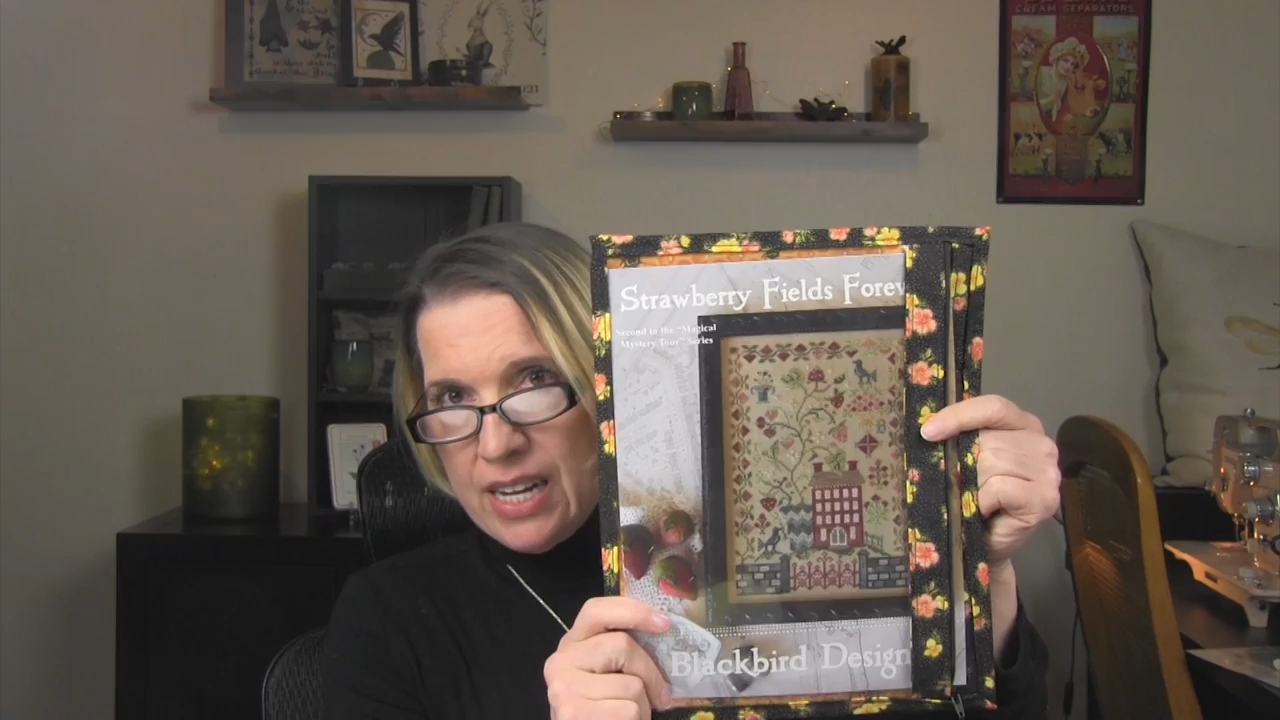 CREAM SEPARATORS
Strawberry Fields Forev
Second in the "Magical
Mystery Tour" Series
Blackbird Design